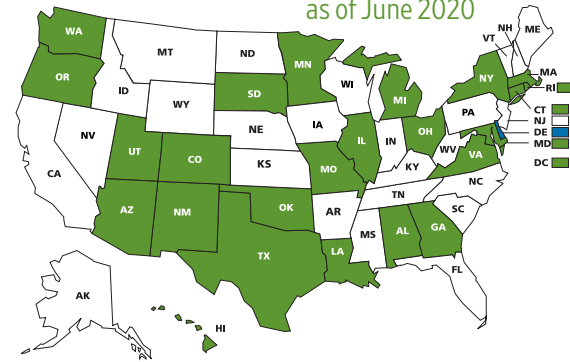 as of June 2020
WA
MT
ND
MN
VT
NH
ME
OR
ID
WY
SD
WI
MI
NY
MA
RI
CT
NJ
DE
MD
DC
NV
UT
CO
NE
IA
IL
IN
OH
PA
WV
VA
CA
AZ
NM
KS
MO
KY
NC
OK
AR
TN
SC
TX
LA
MS
AL
GA
FL
AK
HI